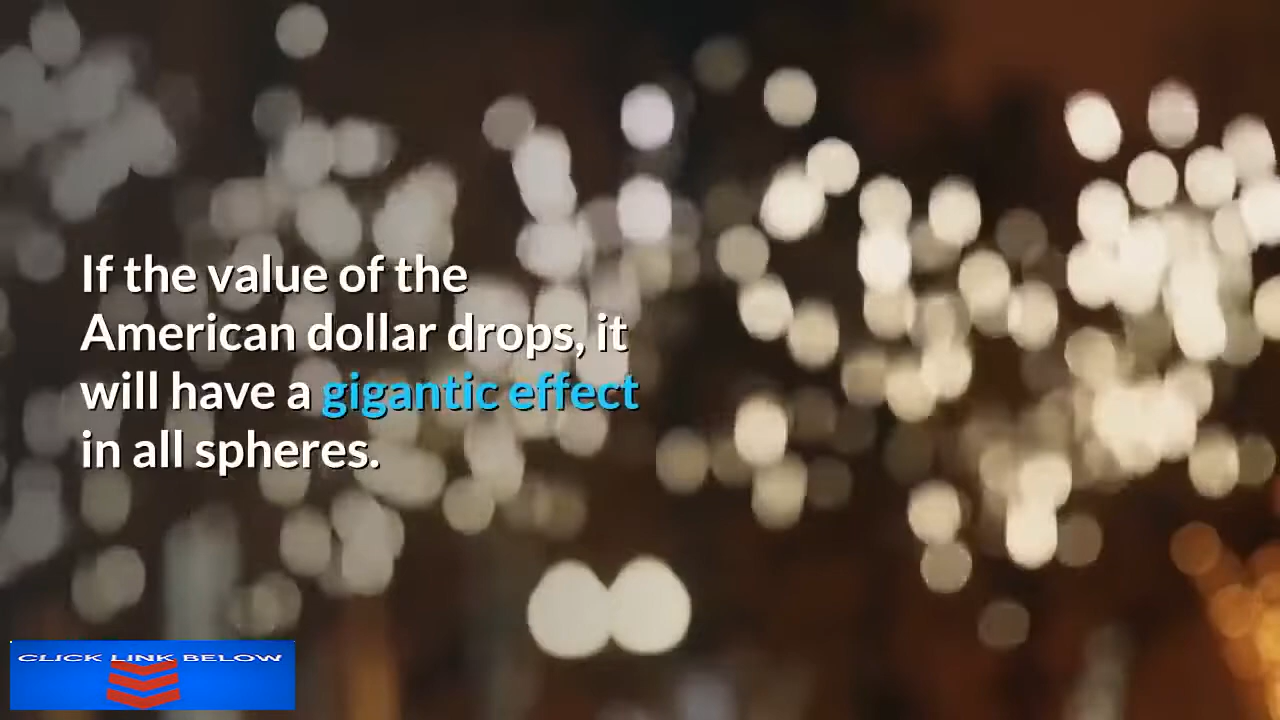 If the value of the
American dollar drops, it
will have a gigantic effect
in all spheres.
CLICK LINK BELOW